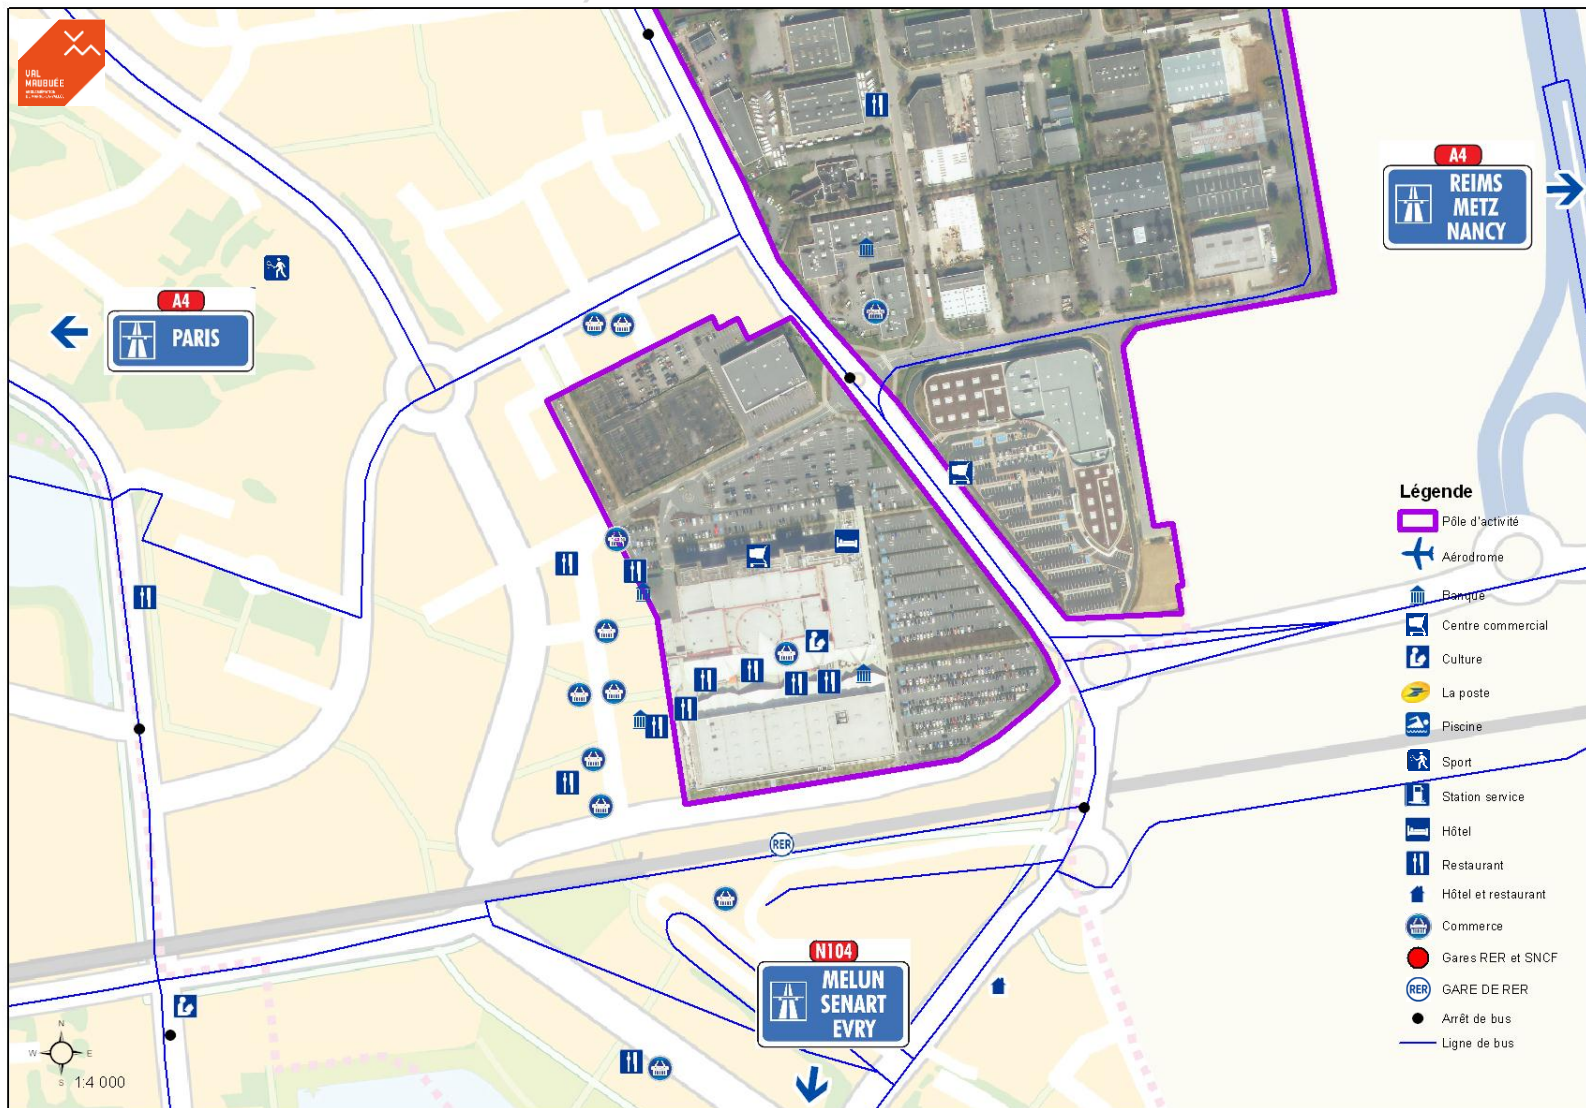 VAL
MAUBUÉE
A4
REIMS
METZ
NANCY
A4
PARIS
Légende
Pôle d'activité
Aérodrome
Banque
Centre commercial
Culture
La poste
Piscine
Sport
Station service
Hôtel
Restaurant
Hôtel et restaurant
Commerce
Gares RER et SNCF
RER GARE DE RER
Arrêt de bus
Ligne de bus
RER
N104
MELUN
SENART
EVRY
N
W E
S
1:4 000